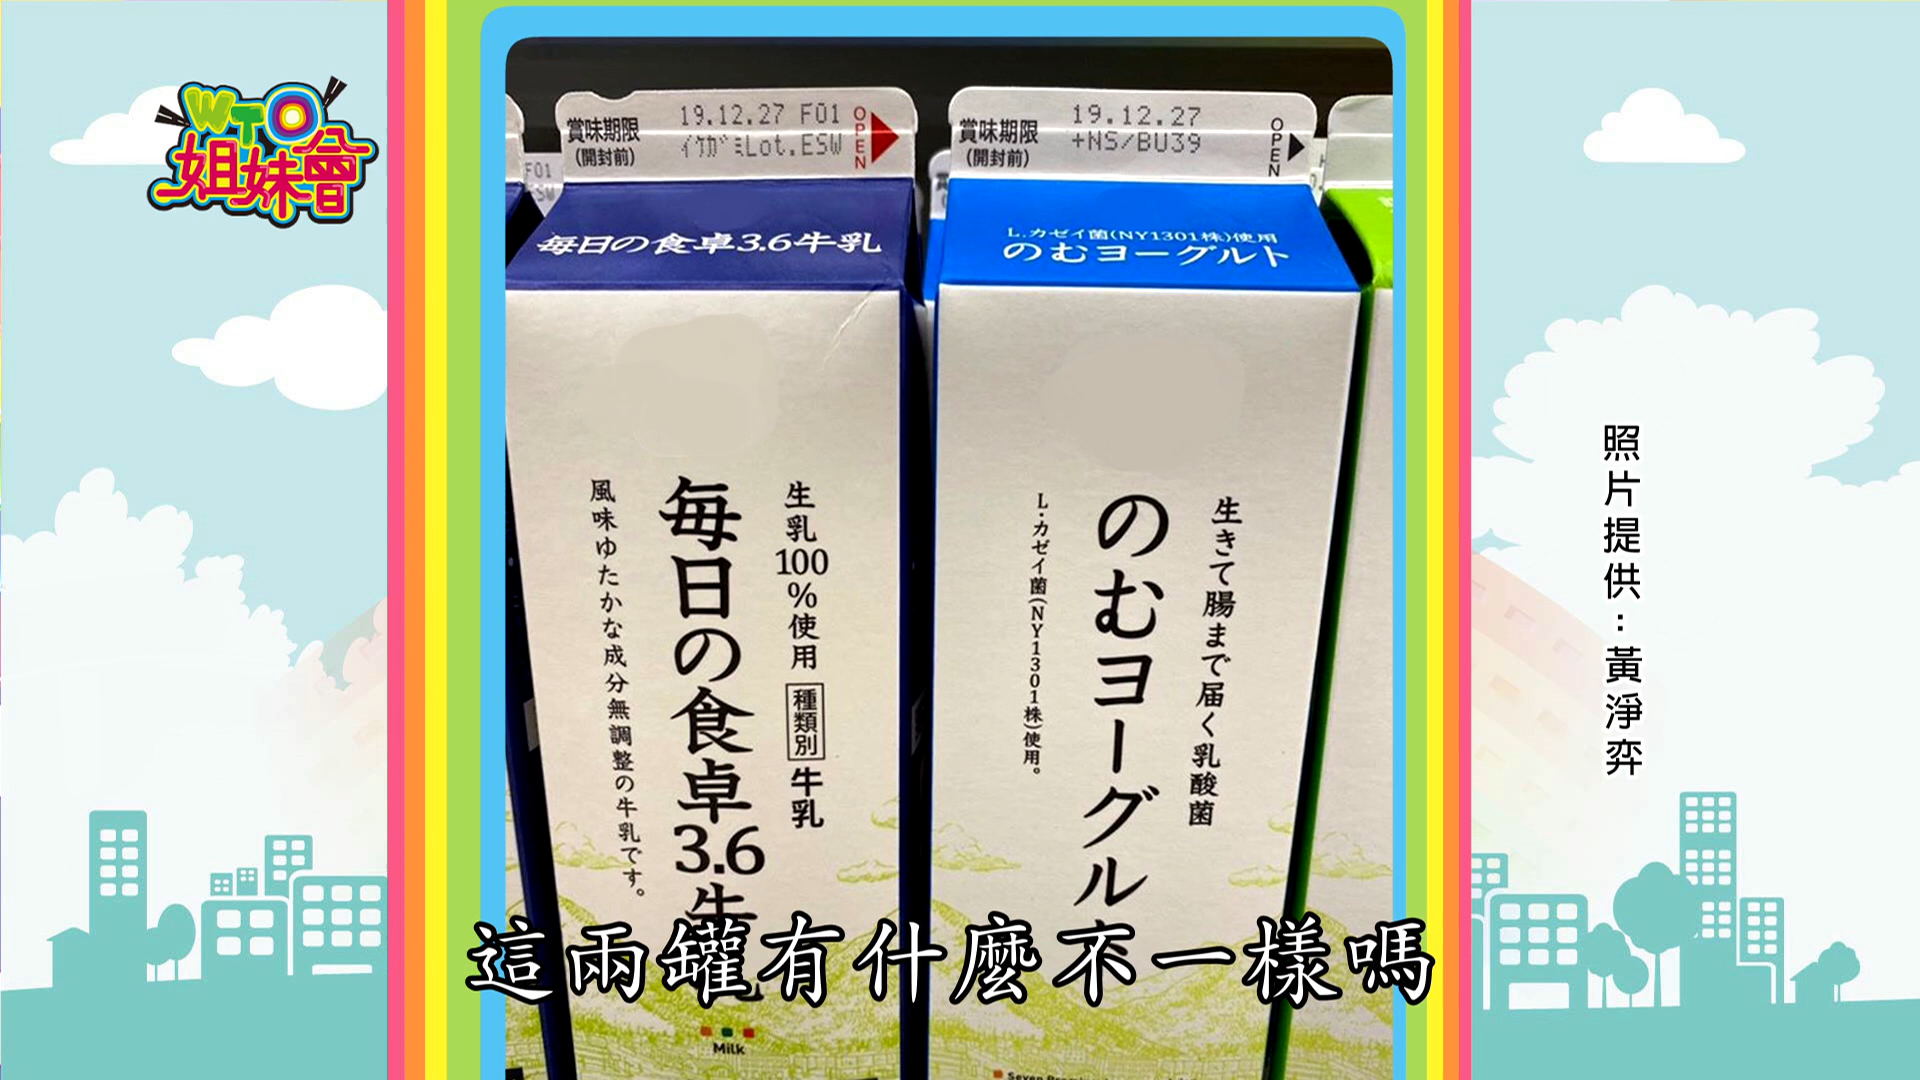 WTO
姐妹會
賞味期限
(開封前)
19.12.27 F01
ｲｹｶﾞﾐLot.ESW
OPEN
毎日の食卓3.6牛乳
生乳100%使用 種類別 牛乳
毎日の食卓3.6牛乳
風味ゆたかな成分無調整の牛乳です。
Milk
賞味期限
(開封前)
19.12.27
+NS/BU39
OPEN
L.カゼイ菌(NY1301株)使用
のむヨーグルト
生きて腸まで届く乳酸菌
のむヨーグル
L.カゼイ菌(NY1301株)使用。
F01
照片提供：黃淨弈
這兩罐有什麼不一樣嗎